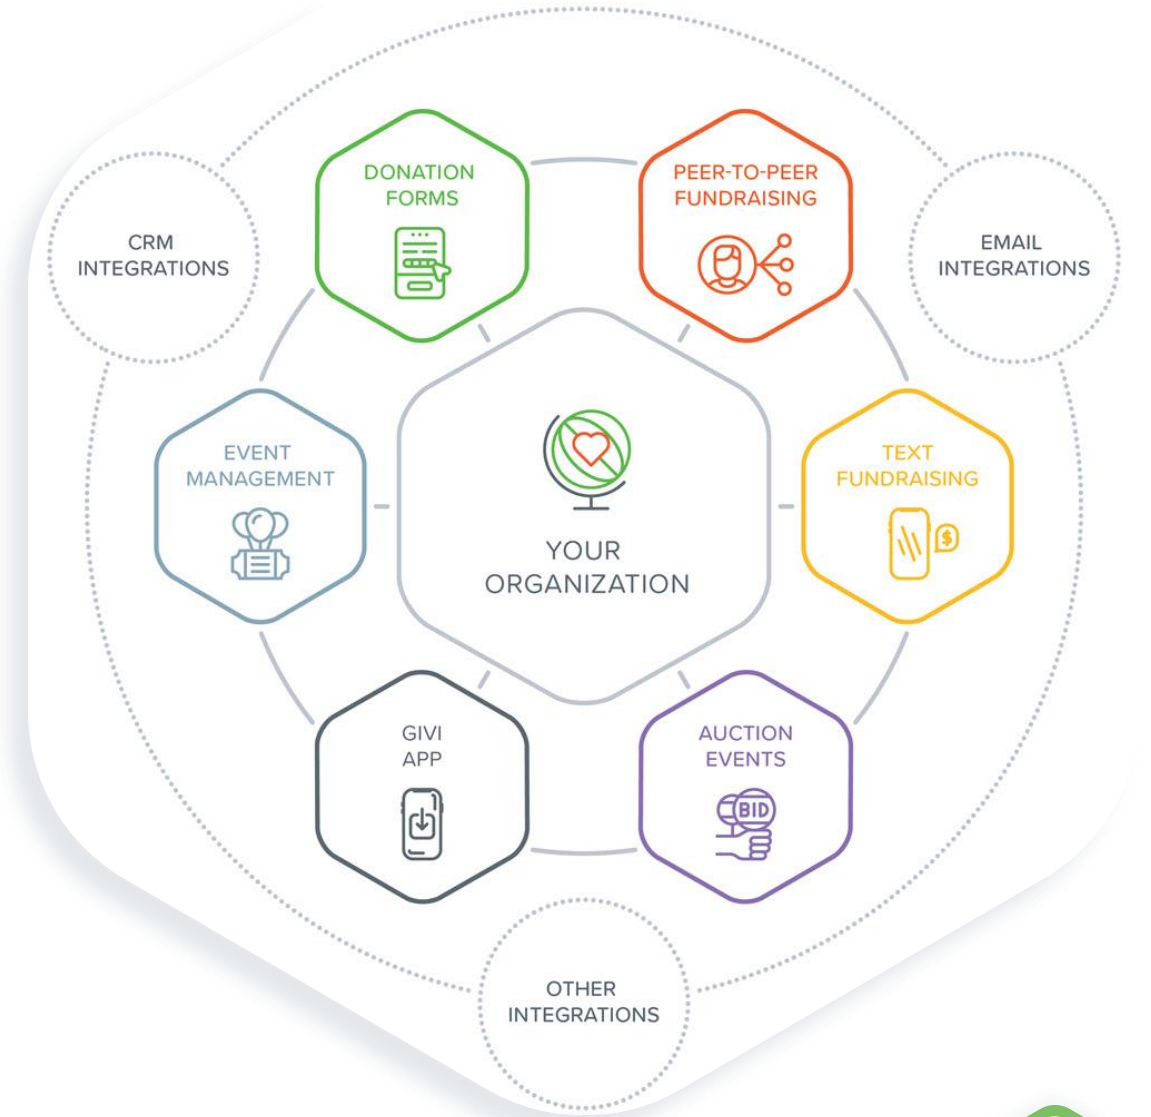 DONATION
FORMS
PEER-TO-PEER
FUNDRAISING
CRM
INTEGRATIONS
EMAIL
INTEGRATIONS
EVENT
MANAGEMENT
TEXT
FUNDRAISING
$
YOUR
ORGANIZATION
GIVI
APP
AUCTION
EVENTS
BID
OTHER
INTEGRATIONS